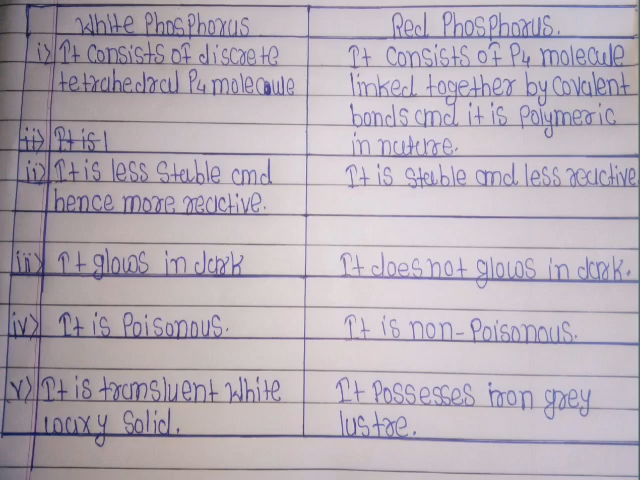 White Phosphorus | Red Phosphorus.
i) It consists of discrete | It consists of P4 molecule
tetrahedral P4 molecule | linked together by covalent
bonds and it is polymeric
ii) It is | in nature.
ii) It is less stable and | It is stable and less reactive
hence more reactive.
iii) It glows in dark | It does not glows in dark.
iv) It is Poisonous. | It is non-Poisonous.
v) It is transluent White | It Possesses iron grey
waxy Solid. | lustre.